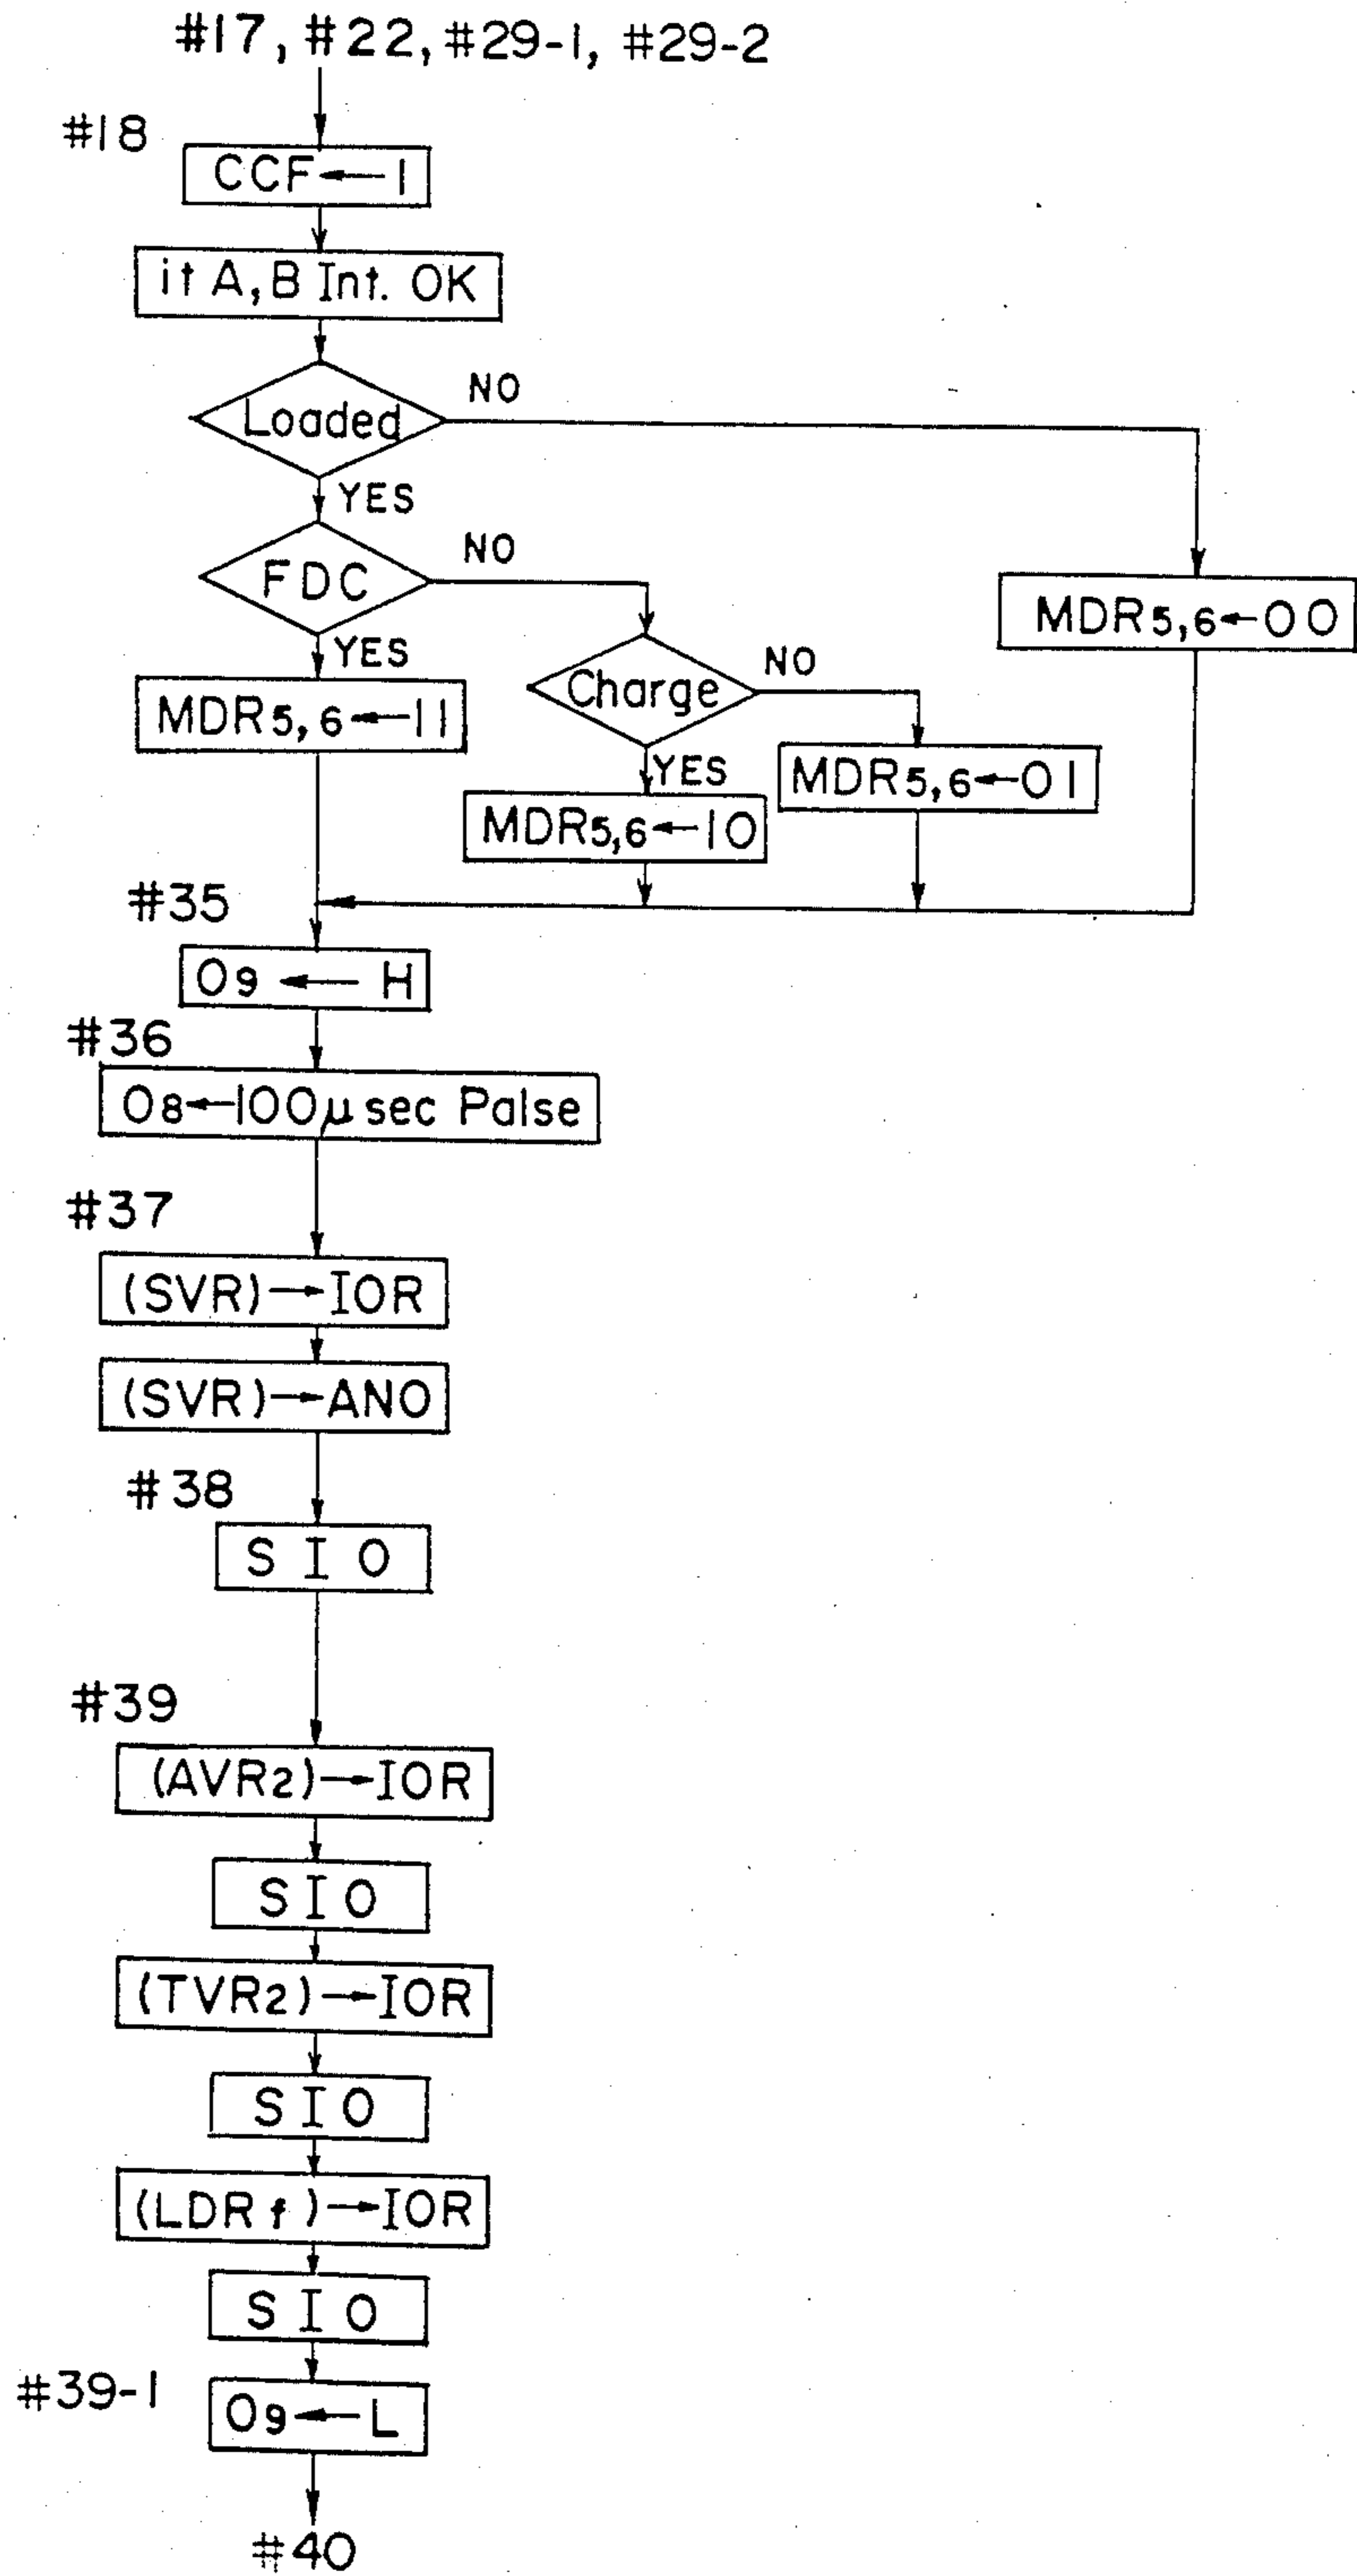 #17, #22, #29-1, #29-2
#18
CCF←1
it A,B Int. OK
Loaded
NO
YES
FDC
NO
MDR5,6←00
YES
Charge
NO
MDR5,6←11
YES
MDR5,6←01
MDR5,6←10
#35
O9 ← H
#36
O8←100μsec Palse
#37
(SVR)→IOR
(SVR)→ANO
#38
SIO
#39
(AVR2)→IOR
SIO
(TVR2)→IOR
SIO
(LDRf)→IOR
SIO
#39-1
O9←L
#40